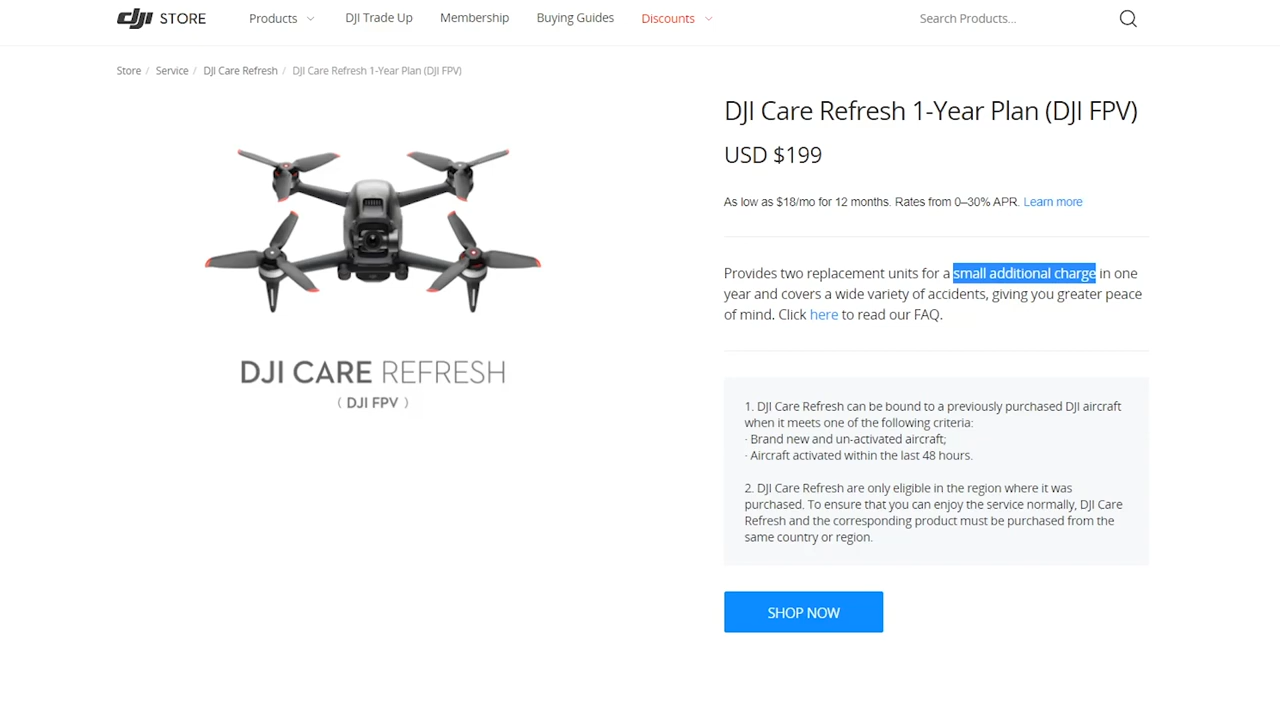 dji STORE
Products
DJI Trade Up
Membership
Buying Guides
Discounts
Search Products...
Store / Service / DJI Care Refresh / DJI Care Refresh 1-Year Plan (DJI FPV)
DJI Care Refresh 1-Year Plan (DJI FPV)
USD $199
As low as $18/mo for 12 months. Rates from 0–30% APR. Learn more
Provides two replacement units for a small additional charge in one
year and covers a wide variety of accidents, giving you greater peace
of mind. Click here to read our FAQ.
DJI CARE REFRESH
( DJI FPV )
1. DJI Care Refresh can be bound to a previously purchased DJI aircraft
when it meets one of the following criteria:
· Brand new and un-activated aircraft;
· Aircraft activated within the last 48 hours.
2. DJI Care Refresh are only eligible in the region where it was
purchased. To ensure that you can enjoy the service normally, DJI Care
Refresh and the corresponding product must be purchased from the
same country or region.
SHOP NOW